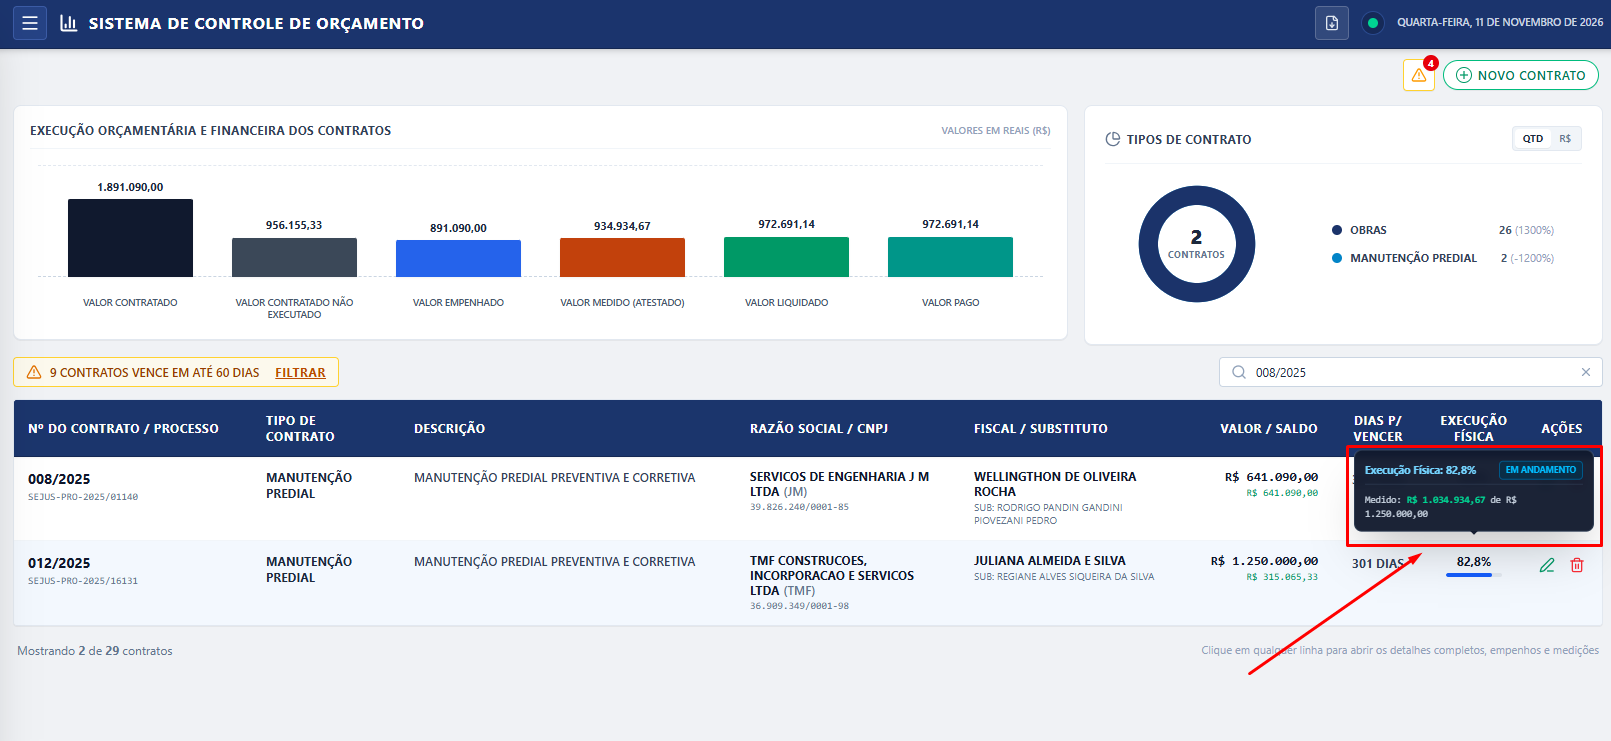 SISTEMA DE CONTROLE DE ORÇAMENTO
QUARTA-FEIRA, 11 DE NOVEMBRO DE 2026
4
NOVO CONTRATO
EXECUÇÃO ORÇAMENTÁRIA E FINANCEIRA DOS CONTRATOS
VALORES EM REAIS (R$)
1.891.090,00
956.155,33
891.090,00
934.934,67
972.691,14
972.691,14
VALOR CONTRATADO
VALOR CONTRATADO NÃO
EXECUTADO
VALOR EMPENHADO
VALOR MEDIDO (ATESTADO)
VALOR LIQUIDADO
VALOR PAGO
TIPOS DE CONTRATO
QTD R$
2
CONTRATOS
OBRAS 26 (1300%)
MANUTENÇÃO PREDIAL 2 (-1200%)
9 CONTRATOS VENCE EM ATÉ 60 DIAS FILTRAR
008/2025
Nº DO CONTRATO / PROCESSO
TIPO DE
CONTRATO
DESCRIÇÃO
RAZÃO SOCIAL / CNPJ
FISCAL / SUBSTITUTO
VALOR / SALDO
DIAS P/
VENCER
EXECUÇÃO
FÍSICA
AÇÕES
008/2025
SEJUS-PRO-2025/01140
MANUTENÇÃO
PREDIAL
MANUTENÇÃO PREDIAL PREVENTIVA E CORRETIVA
SERVICOS DE ENGENHARIA J M
LTDA (JM)
39.826.240/0001-85
WELLINGTHON DE OLIVEIRA
ROCHA
SUB: RODRIGO PANDIN GANDINI
PIOVEZANI PEDRO
R$ 641.090,00
R$ 641.090,00
Execução Física: 82,8% EM ANDAMENTO
Medido: R$ 1.034.934,67 de R$
1.250.000,00
012/2025
SEJUS-PRO-2025/16131
MANUTENÇÃO
PREDIAL
MANUTENÇÃO PREDIAL PREVENTIVA E CORRETIVA
TMF CONSTRUCOES,
INCORPORACAO E SERVICOS
LTDA (TMF)
36.909.349/0001-98
JULIANA ALMEIDA E SILVA
SUB: REGIANE ALVES SIQUEIRA DA SILVA
R$ 1.250.000,00
R$ 315.065,33
301 DIAS
82,8%
Mostrando 2 de 29 contratos
Clique em qualquer linha para abrir os detalhes completos, empenhos e medições